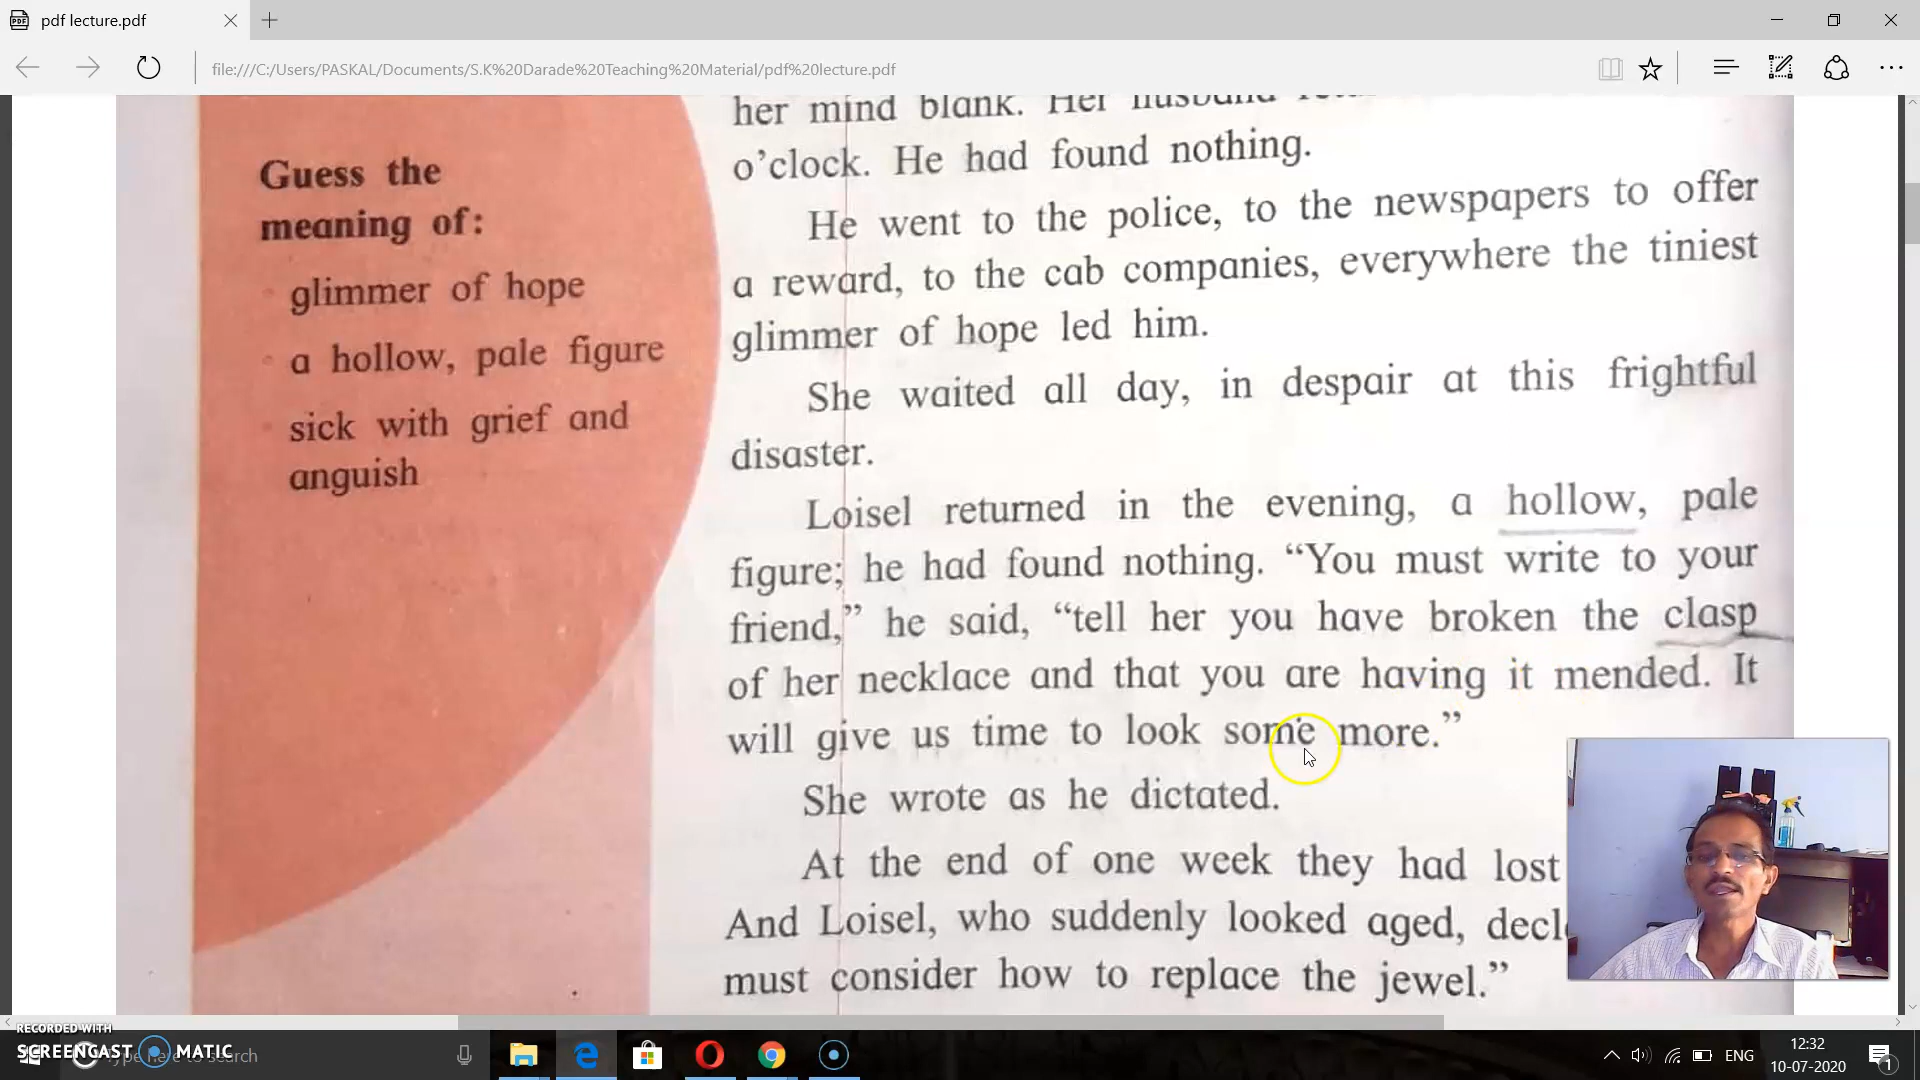 pdf lecture.pdf
file:///C:/Users/PASKAL/Documents/S.K%20Darade%20Teaching%20Material/pdf%20lecture.pdf
Guess the
meaning of:
glimmer of hope
a hollow, pale figure
sick with grief and
anguish
her mind blank. Her husband
o’clock. He had found nothing.
He went to the police, to the newspapers to offer
a reward, to the cab companies, everywhere the tiniest
glimmer of hope led him.
She waited all day, in despair at this frightful
disaster.
Loisel returned in the evening, a hollow, pale
figure; he had found nothing. “You must write to your
friend,” he said, “tell her you have broken the clasp
of her necklace and that you are having it mended. It
will give us time to look some more.”
She wrote as he dictated.
At the end of one week they had lost
And Loisel, who suddenly looked aged,
must consider how to replace the jewel.”
RECORDED WITH
SCREENCAST MATIC
Type here to search
ENG
12:32
10-07-2020
1